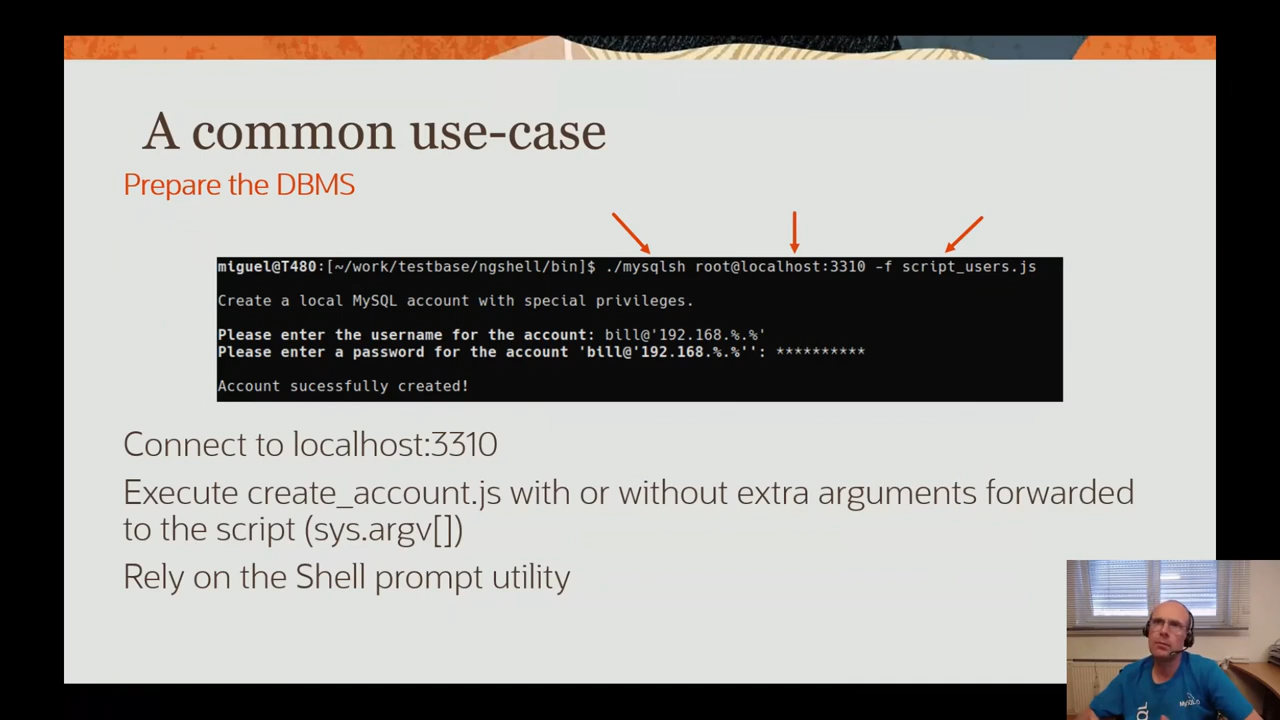 A common use-case
Prepare the DBMS
miguel@T480:[~/work/testbase/ngshell/bin]$ ./mysqlsh root@localhost:3310 -f script_users.js
Create a local MySQL account with special privileges.
Please enter the username for the account: bill@'192.168.%.%'
Please enter a password for the account 'bill@'192.168.%.%'': **********
Account sucessfully created!
Connect to localhost:3310
Execute create_account.js with or without extra arguments forwarded
to the script (sys.argv[])
Rely on the Shell prompt utility